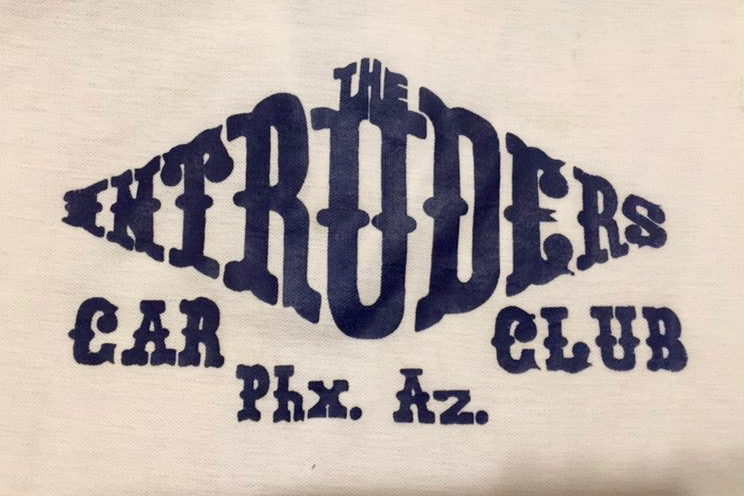 THE
INTRUDERS
CAR CLUB
Phx. Az.